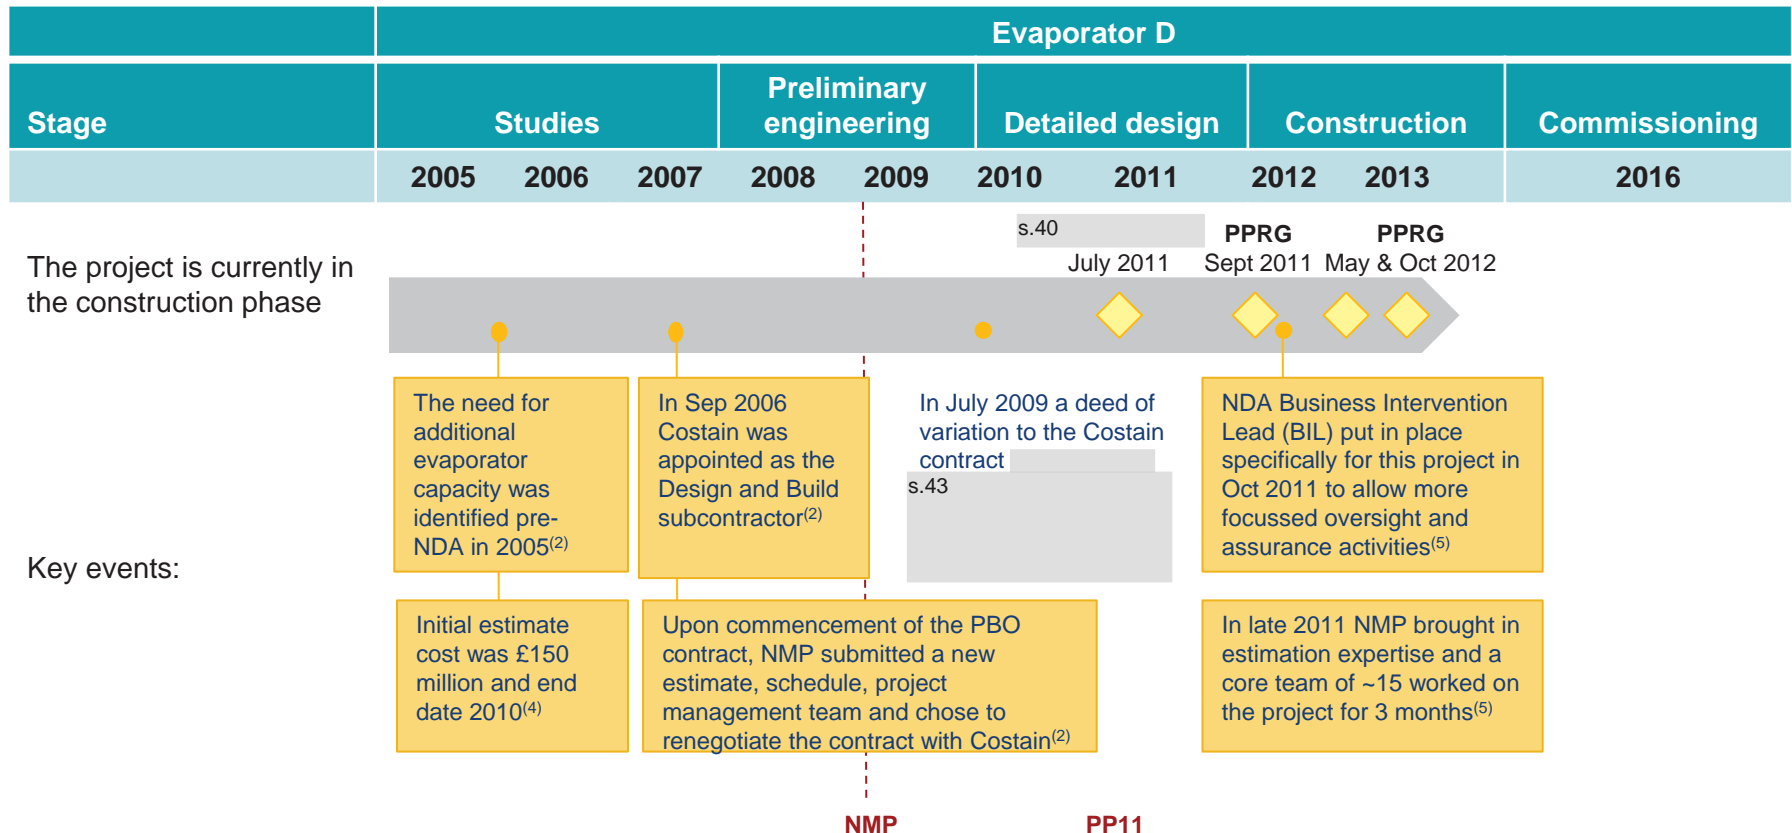 Evaporator D
Stage
Studies
Preliminary
engineering
Detailed design
Construction
Commissioning
2005 2006 2007 2008 2009 2010 2011 2012 2013 2016
s.40
July 2011
PPRG
Sept 2011
PPRG
May & Oct 2012
The project is currently in
the construction phase
Key events:
The need for
additional
evaporator
capacity was
identified pre-
NDA in 2005(2)
In Sep 2006
Costain was
appointed as the
Design and Build
subcontractor(2)
In July 2009 a deed of
variation to the Costain
contract
s.43
NDA Business Intervention
Lead (BIL) put in place
specifically for this project in
Oct 2011 to allow more
focussed oversight and
assurance activities(5)
Initial estimate
cost was £150
million and end
date 2010(4)
Upon commencement of the PBO
contract, NMP submitted a new
estimate, schedule, project
management team and chose to
renegotiate the contract with Costain(2)
In late 2011 NMP brought in
estimation expertise and a
core team of ~15 worked on
the project for 3 months(5)
NMP
PP11